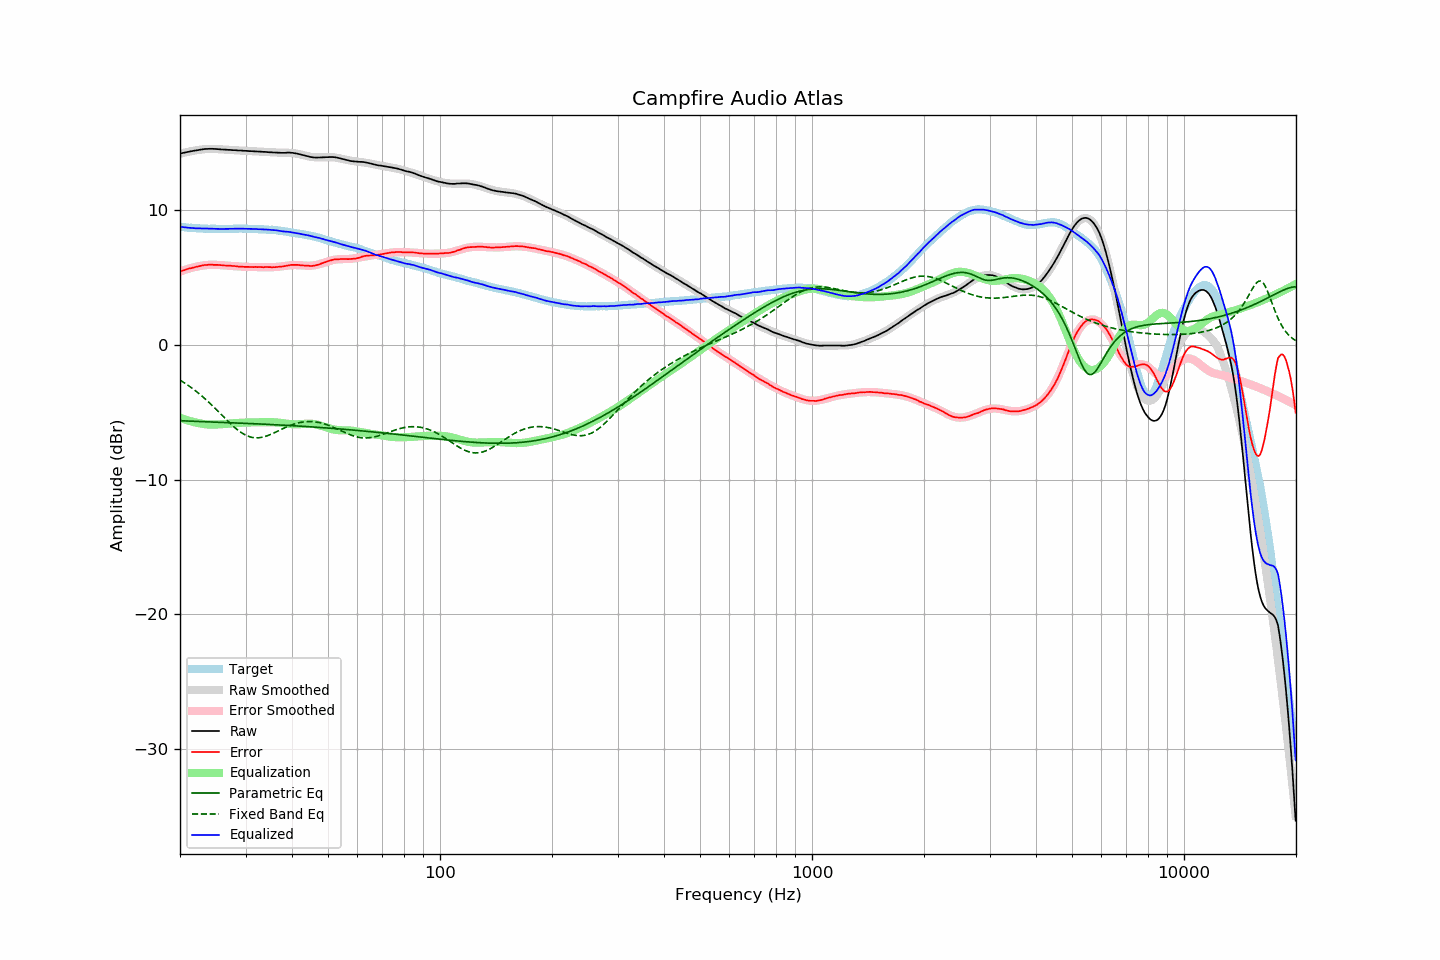 Campfire Audio Atlas
Amplitude (dBr)
10
0
−10
−20
−30
Target
Raw Smoothed
Error Smoothed
Raw
Error
Equalization
Parametric Eq
Fixed Band Eq
Equalized
100
1000
10000
Frequency (Hz)